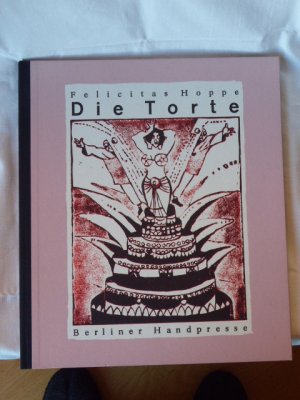 Felicitas Hoppe
Die Torte
Berliner Handpresse